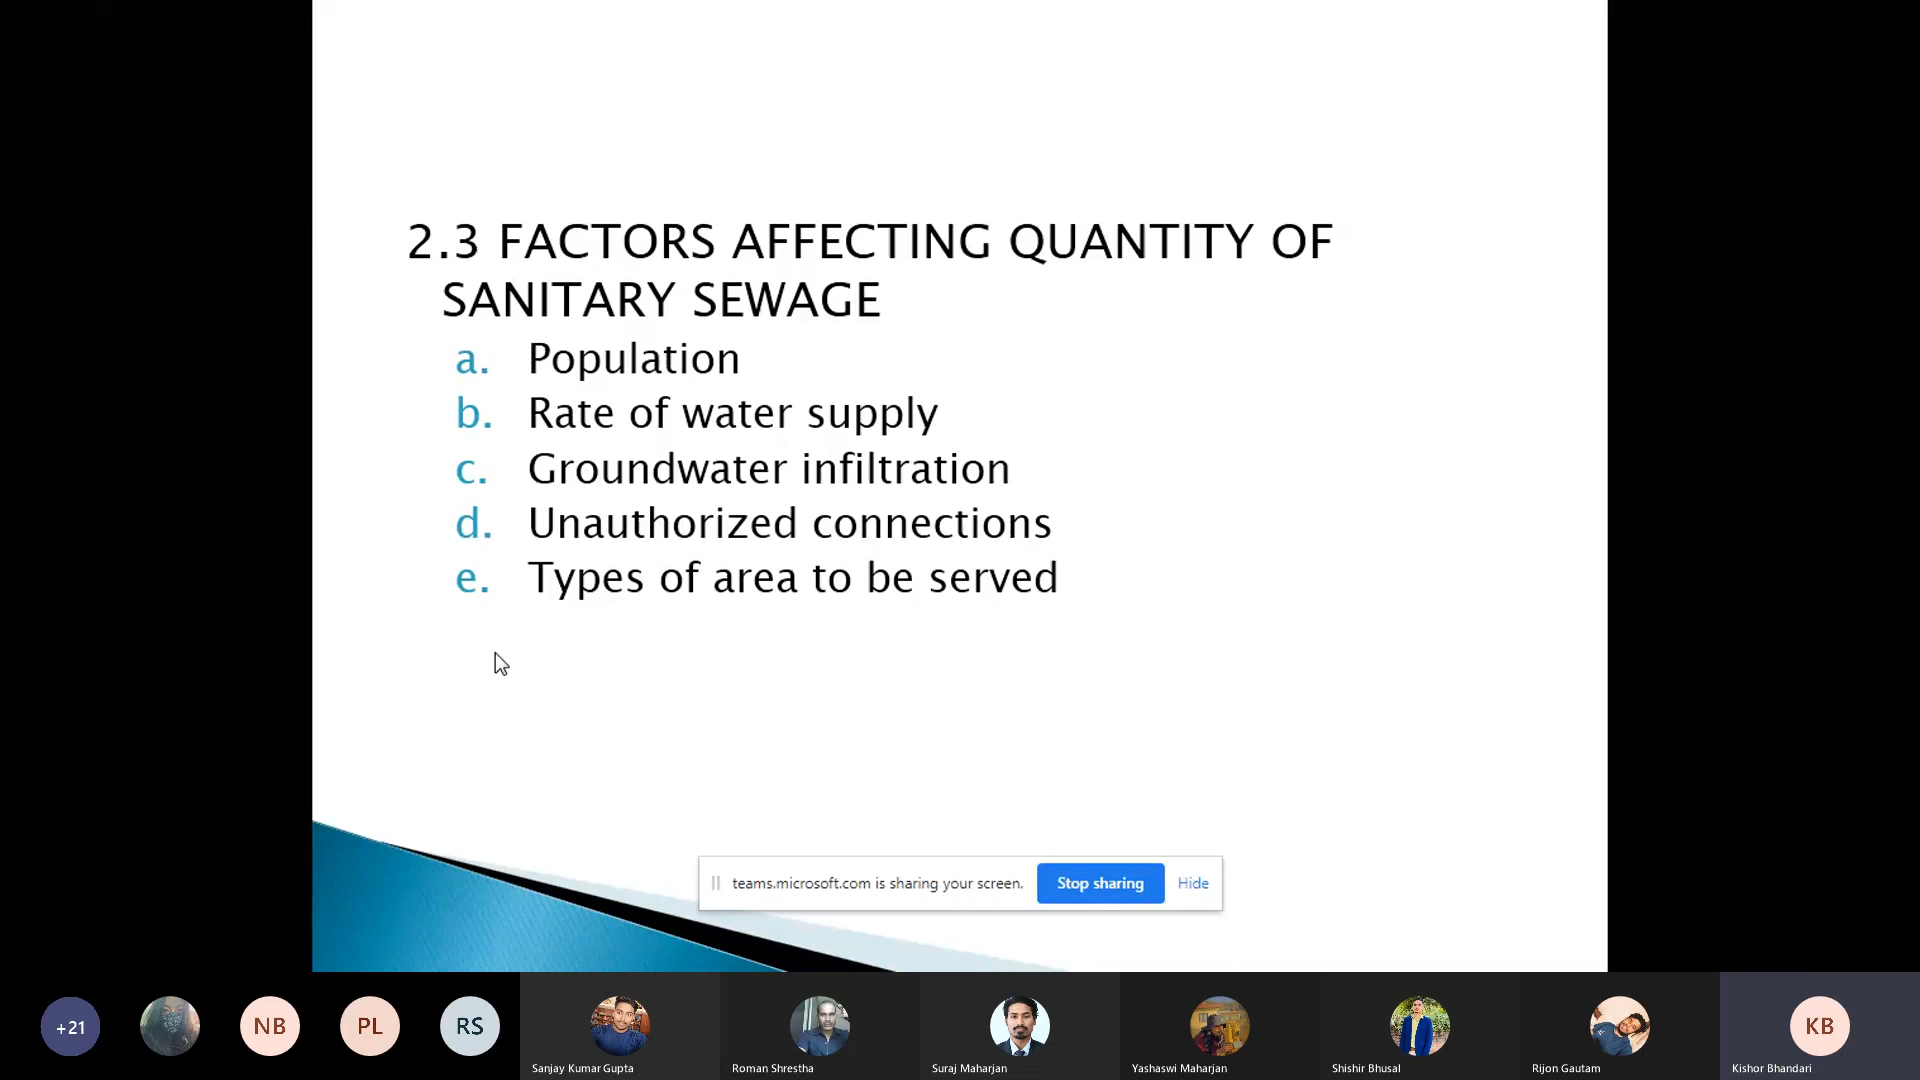 2.3 FACTORS AFFECTING QUANTITY OF
SANITARY SEWAGE
a. Population
b. Rate of water supply
c. Groundwater infiltration
d. Unauthorized connections
e. Types of area to be served
teams.microsoft.com is sharing your screen. Stop sharing Hide
+21 NB PL RS KB
Sanjay Kumar Gupta Roman Shrestha Suraj Maharjan Yashaswi Maharjan Shishir Bhusal Rijon Gautam Kishor Bhandari